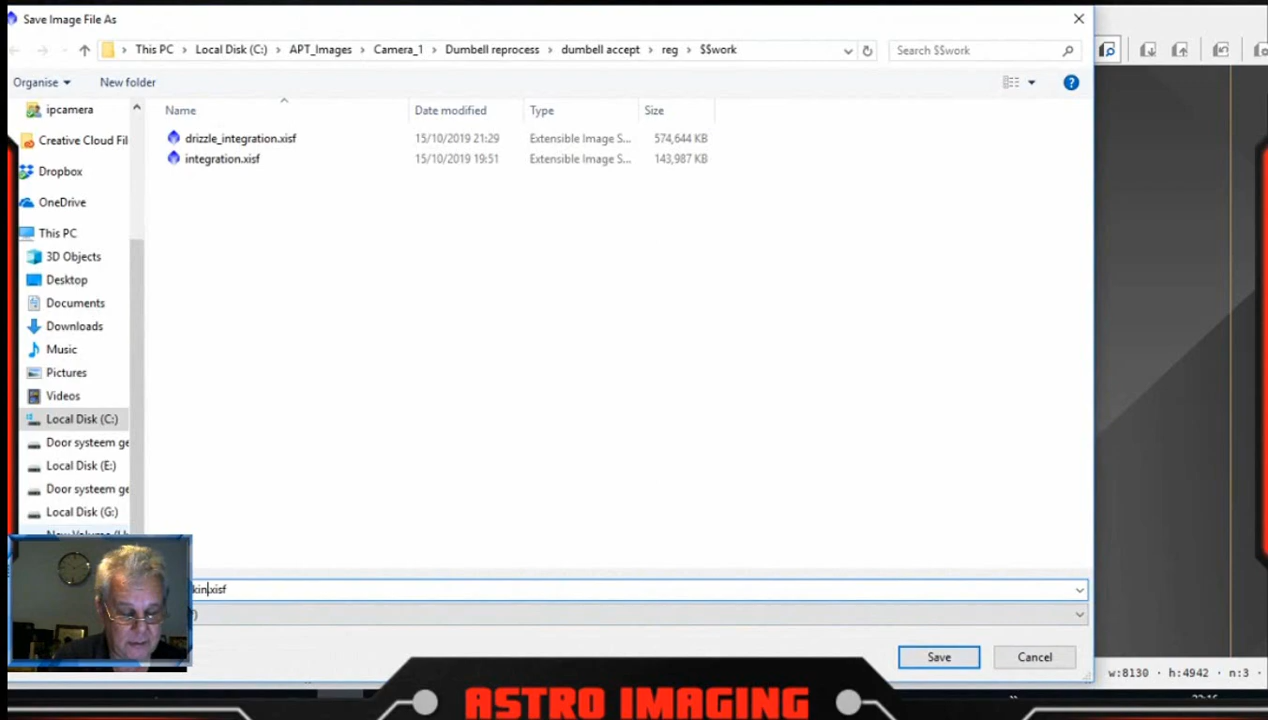 Save Image File As
This PC > Local Disk (C:) > APT_Images > Camera_1 > Dumbell reprocess > dumbell accept > reg > $$work
Search $$work
Organise
New folder
Name
Date modified
Type
Size
drizzle_integration.xisf
15/10/2019 21:29
Extensible Image S...
574,644 KB
integration.xisf
15/10/2019 19:51
Extensible Image S...
143,987 KB
ipcamera
Creative Cloud Fil
Dropbox
OneDrive
This PC
3D Objects
Desktop
Documents
Downloads
Music
Pictures
Videos
Local Disk (C:)
Door systeem ge
Local Disk (E:)
Door systeem ge
Local Disk (G:)
kin.xisf
Save
Cancel
w:8130 · h:4942 · n:3 ·
ASTRO IMAGING